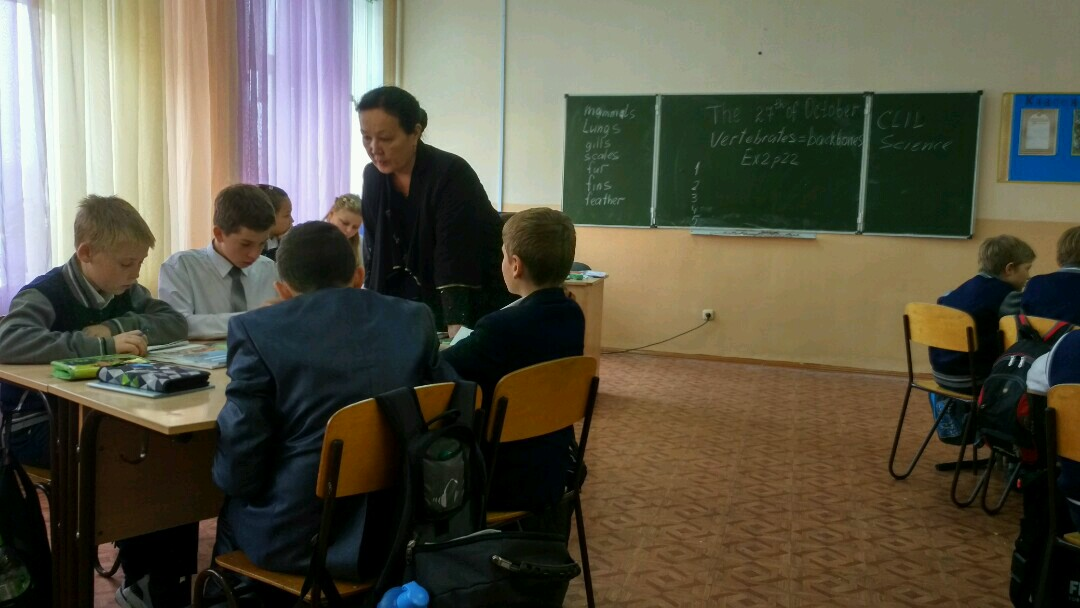 mammals
Lungs
gills
scales
fur
fins
feather
The 27th of October
Vertebrates = backbones
Ex2p22
1
2
3
4
5
CLIL
Science